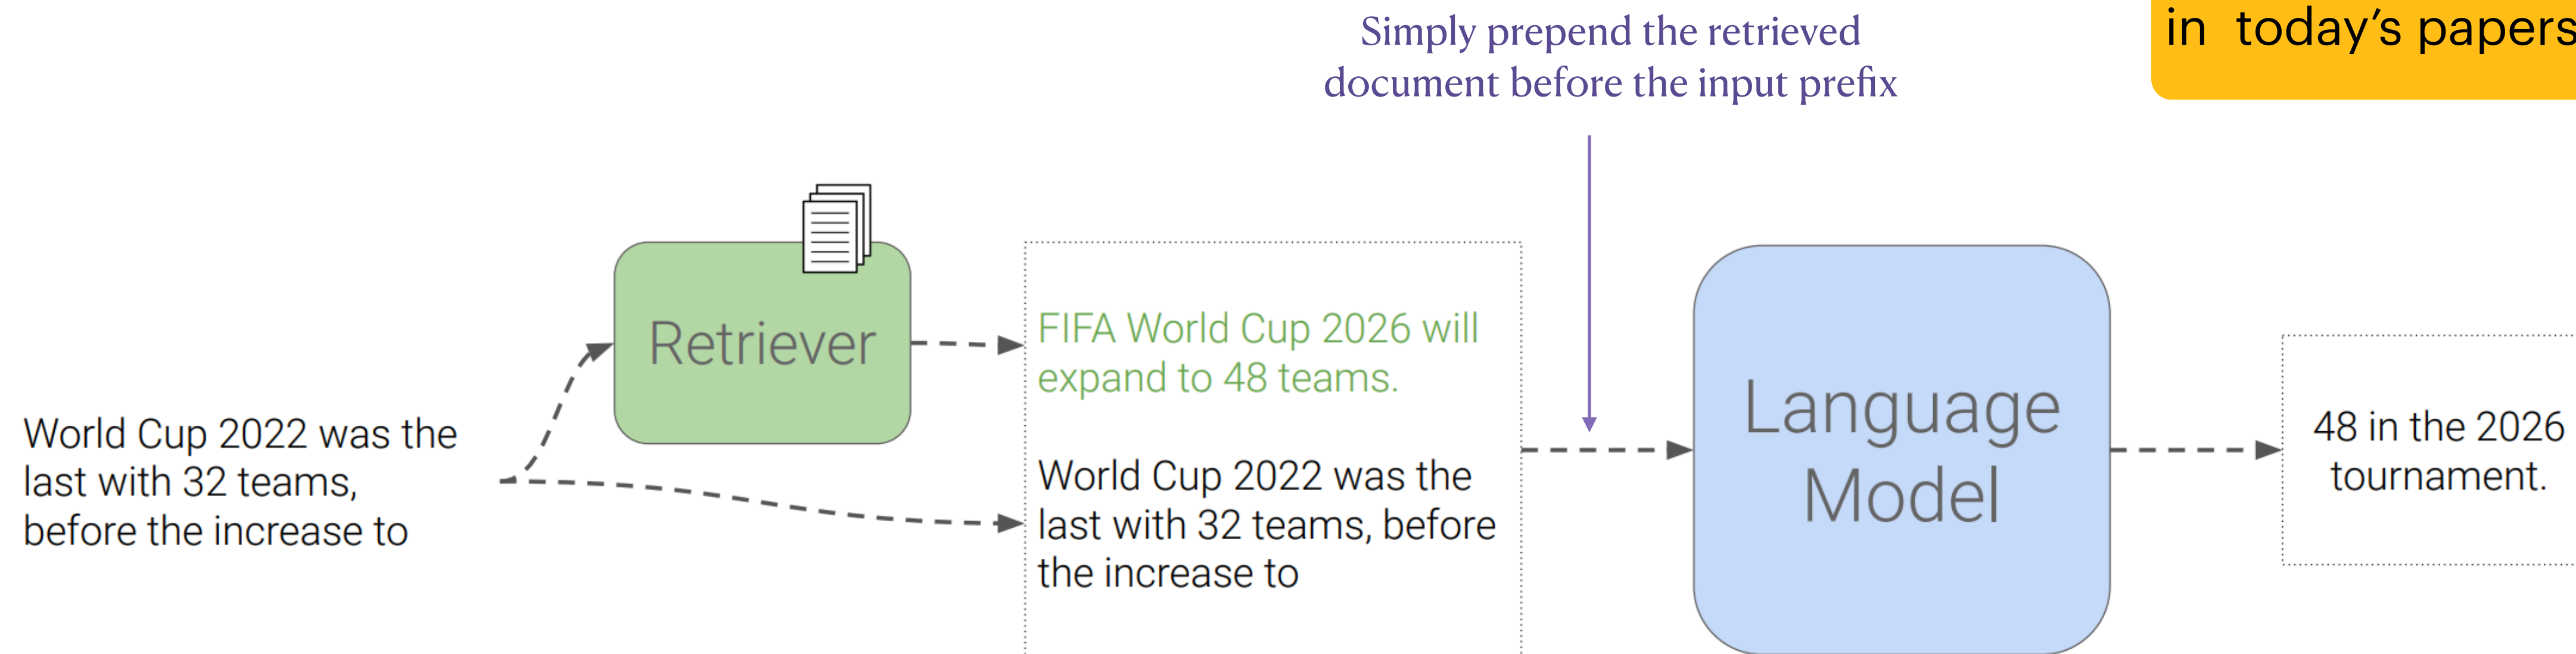 Simply prepend the retrieved
document before the input prefix
in today's papers
Retriever
FIFA World Cup 2026 will
expand to 48 teams.
World Cup 2022 was the
last with 32 teams,
before the increase to
World Cup 2022 was the
last with 32 teams, before
the increase to
Language
Model
48 in the 2026
tournament.